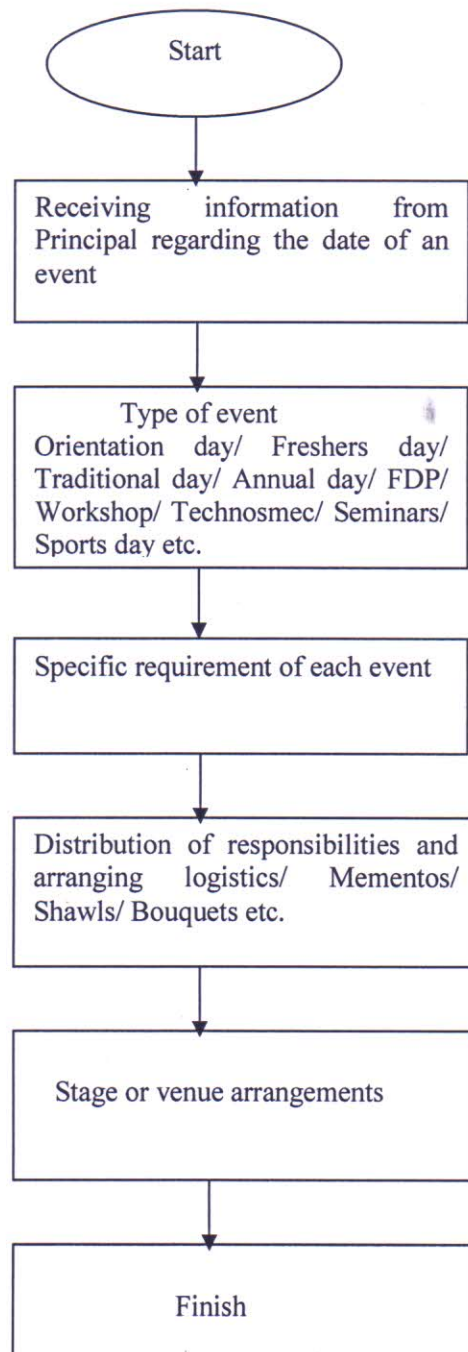 Start
Receiving information from
Principal regarding the date of an
event
Type of event
Orientation day/ Freshers day/
Traditional day/ Annual day/ FDP/
Workshop/ Technosmec/ Seminars/
Sports day etc.
Specific requirement of each event
Distribution of responsibilities and
arranging logistics/ Mementos/
Shawls/ Bouquets etc.
Stage or venue arrangements
Finish